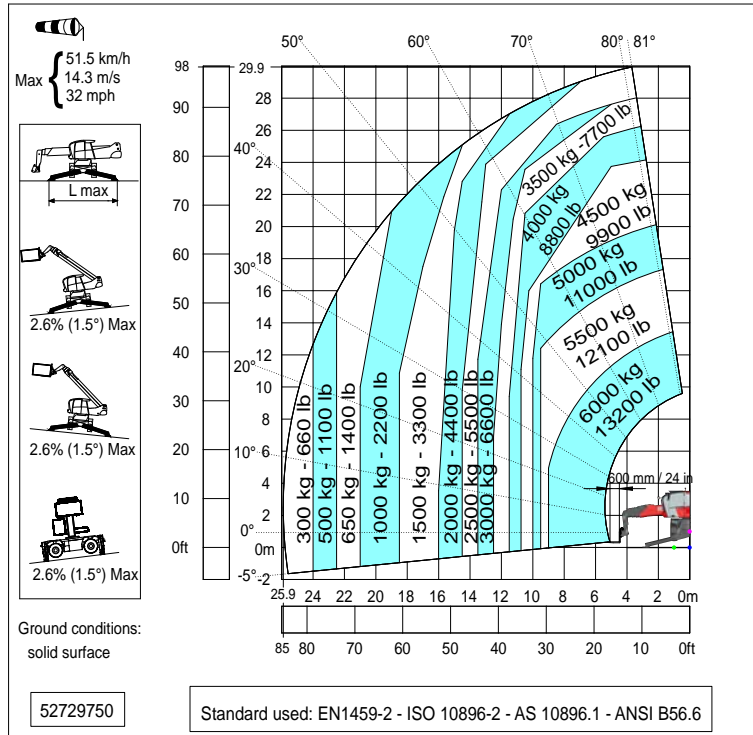 Max
51.5 km/h
14.3 m/s
32 mph
L max
2.6% (1.5°) Max
2.6% (1.5°) Max
2.6% (1.5°) Max
Ground conditions:
solid surface
52729750
50° 60° 70° 80° 81°
40°
30°
20°
10°
0°
-5°
98
90
80
70
60
50
40
30
20
10
0ft
29.9
28
26
24
22
20
18
16
14
12
10
8
6
4
2
0m
-2
3500 kg -7700 lb
4000 kg
8800 lb
4500 kg
9900 lb
5000 kg
11000 lb
5500 kg
12100 lb
6000 kg
13200 lb
300 kg - 660 lb
500 kg - 1100 lb
650 kg - 1400 lb
1000 kg - 2200 lb
1500 kg - 3300 lb
2000 kg - 4400 lb
2500 kg - 5500 lb
3000 kg - 6600 lb
600 mm / 24 in
25.9 24 22 20 18 16 14 12 10 8 6 4 2 0m
85 80 70 60 50 40 30 20 10 0ft
Standard used: EN1459-2 - ISO 10896-2 - AS 10896.1 - ANSI B56.6